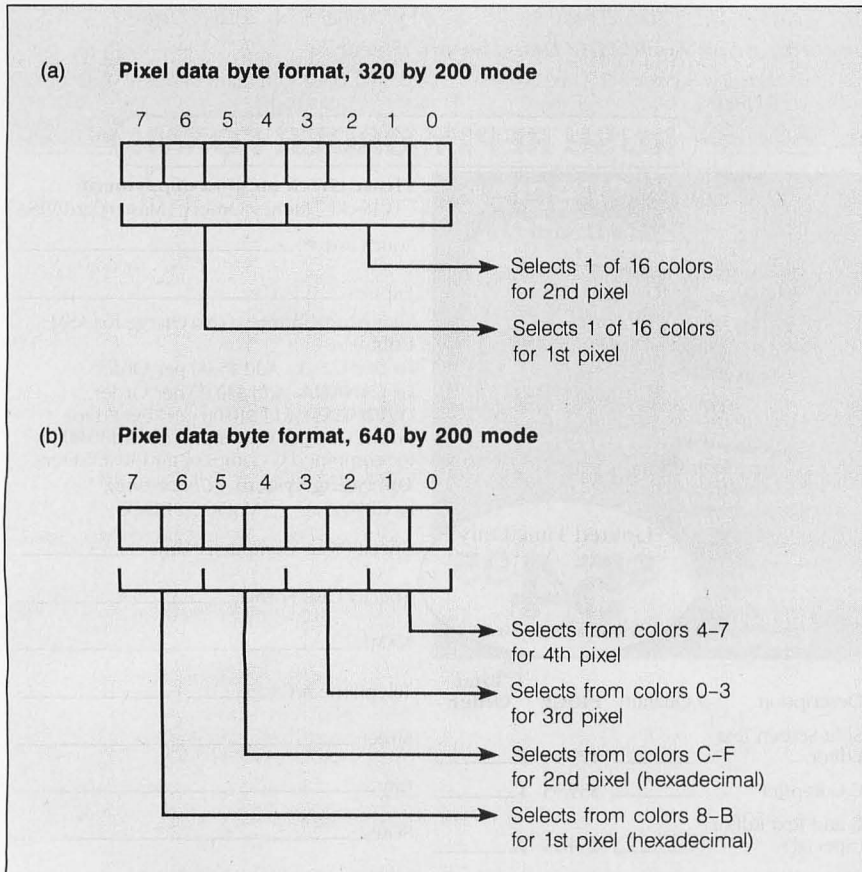 (a) Pixel data byte format, 320 by 200 mode
7 6 5 4 3 2 1 0
Selects 1 of 16 colors
for 2nd pixel
Selects 1 of 16 colors
for 1st pixel
(b) Pixel data byte format, 640 by 200 mode
7 6 5 4 3 2 1 0
Selects from colors 4–7
for 4th pixel
Selects from colors 0–3
for 3rd pixel
Selects from colors C–F
for 2nd pixel (hexadecimal)
Selects from colors 8–B
for 1st pixel (hexadecimal)